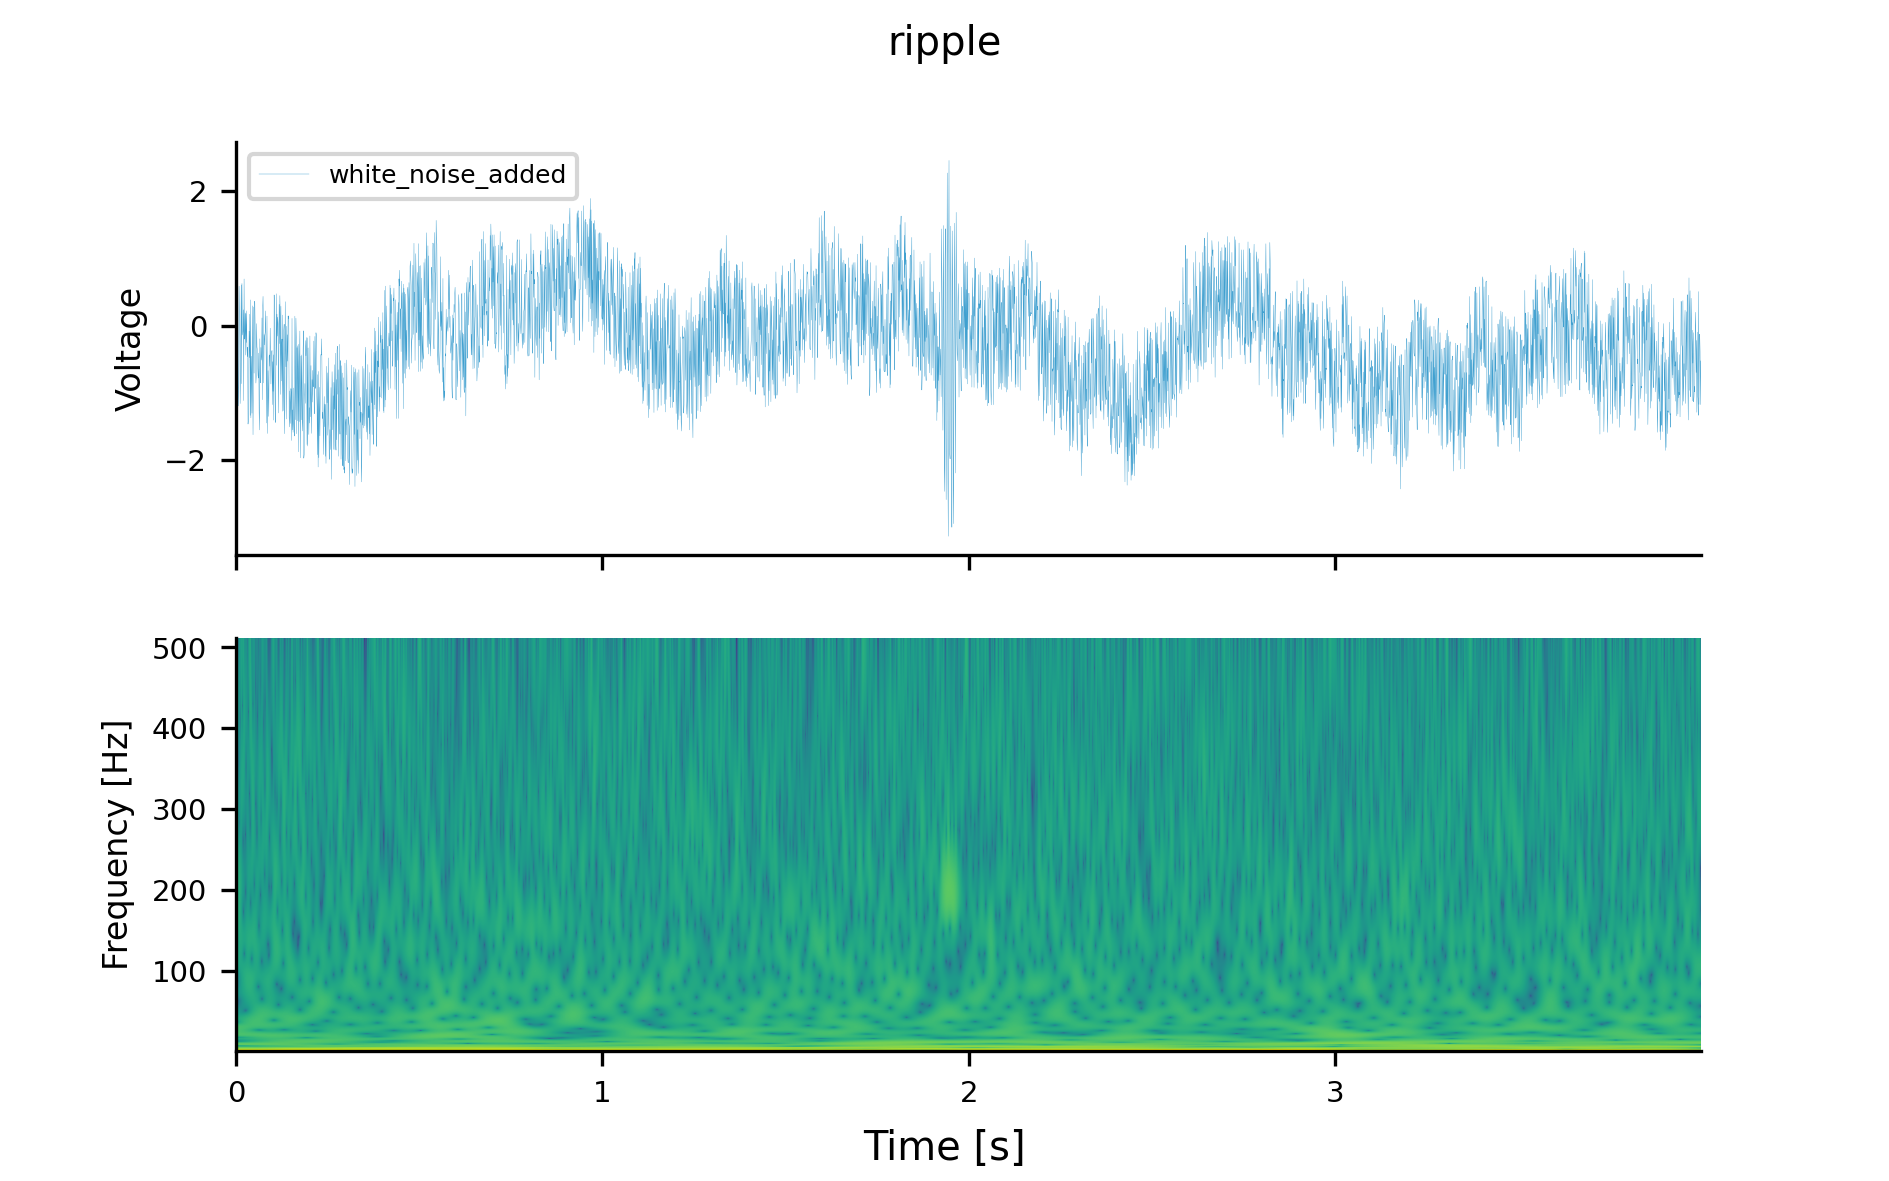 ripple
white_noise_added
2
0
−2
Voltage
500
400
300
200
100
Frequency [Hz]
0 1 2 3
Time [s]